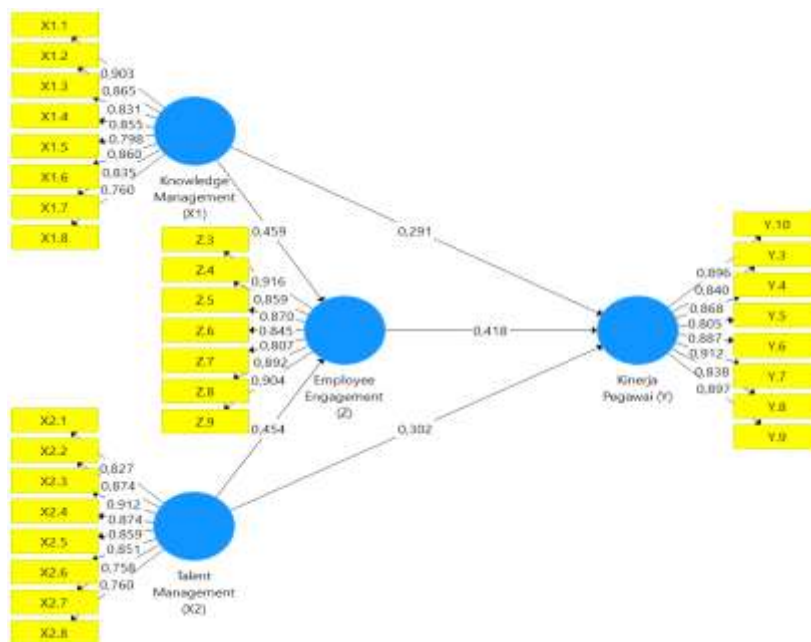 X1.1
X1.2
X1.3
X1.4
X1.5
X1.6
X1.7
X1.8
0,903
0,865
0,831
0,855
0,798
0,860
0,835
0,760
Knowledge
Management
(X1)
0,459
0,291
Z.3
Z.4
Z.5
Z.6
Z.7
Z.8
Z.9
0,916
0,859
0,870
0,845
0,807
0,892
0,904
Employee
Engagement
(Z)
0,418
0,454
0,302
Y.10
Y.3
Y.4
Y.5
Y.6
Y.7
Y.8
Y.9
0,896
0,840
0,868
0,805
0,887
0,912
0,838
0,897
Kinerja
Pegawai (Y)
X2.1
X2.2
X2.3
X2.4
X2.5
X2.6
X2.7
X2.8
0,827
0,874
0,912
0,874
0,859
0,851
0,758
0,760
Talent
Management
(X2)